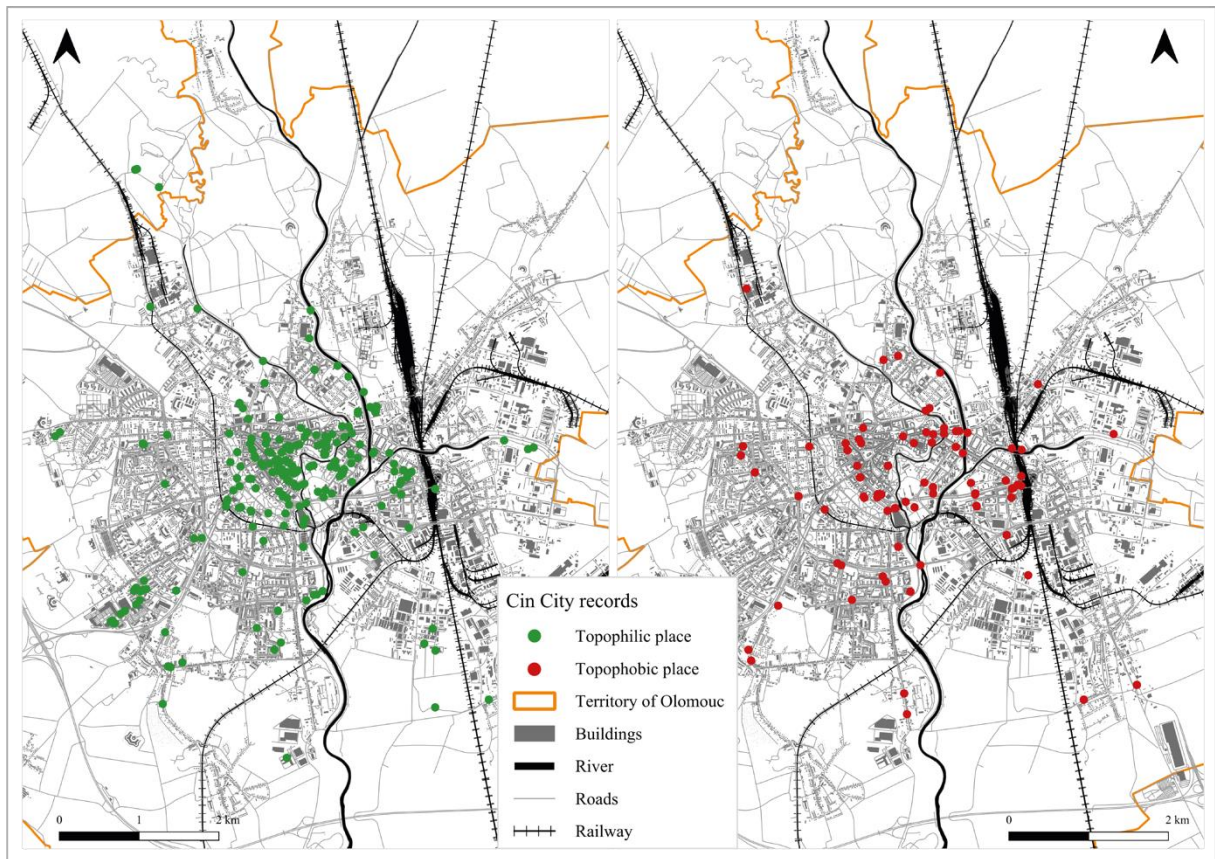 Cin City records
Topophilic place
Topophobic place
Territory of Olomouc
Buildings
River
Roads
Railway
0 1 2 km
0 2 km